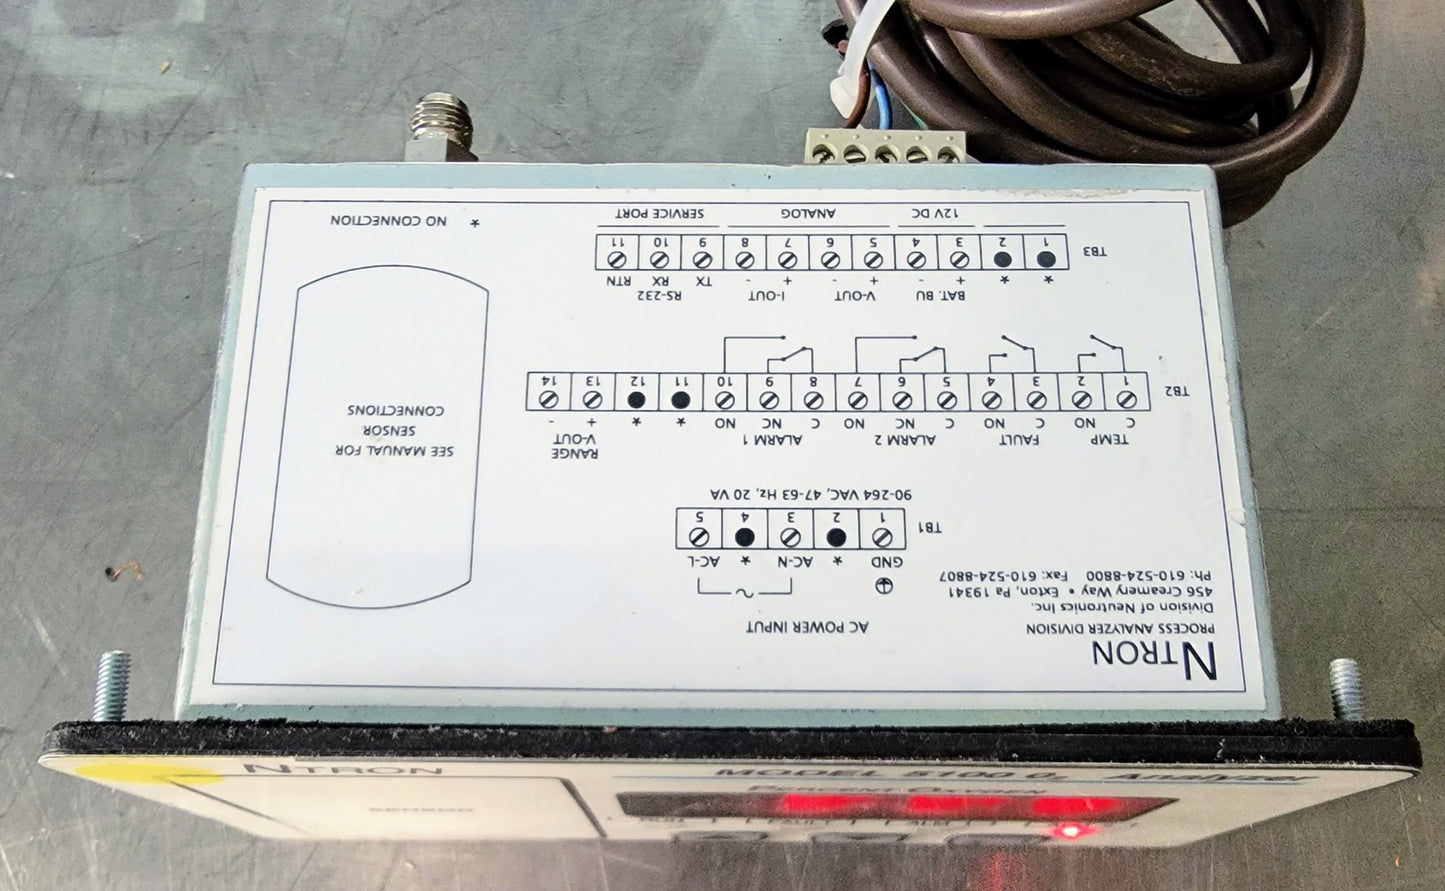 NTRON
PROCESS ANALYZER DIVISION
Division of Neutronics Inc.
456 Creamery Way • Exton, Pa 19341
Ph: 610-524-8800 Fax: 610-524-8807
AC POWER INPUT
~
GND * AC-N * AC-L
TB1 1 2 3 4 5
90-264 VAC, 47-63 Hz, 20 VA
TEMP FAULT ALARM 2 ALARM 1 RANGE
V-OUT
C NO C NO C NC NO C NC NO * * + -
TB2 1 2 3 4 5 6 7 8 9 10 11 12 13 14
BAT. BU V-OUT I-OUT RS-232
* * + - + - + - TX RX RTN
TB3 1 2 3 4 5 6 7 8 9 10 11
12V DC ANALOG SERVICE PORT
SEE MANUAL FOR
SENSOR
CONNECTIONS
* NO CONNECTION
NTRON
MODEL 5100 O2 Analyzer
PERCENT OXYGEN
SENSOR